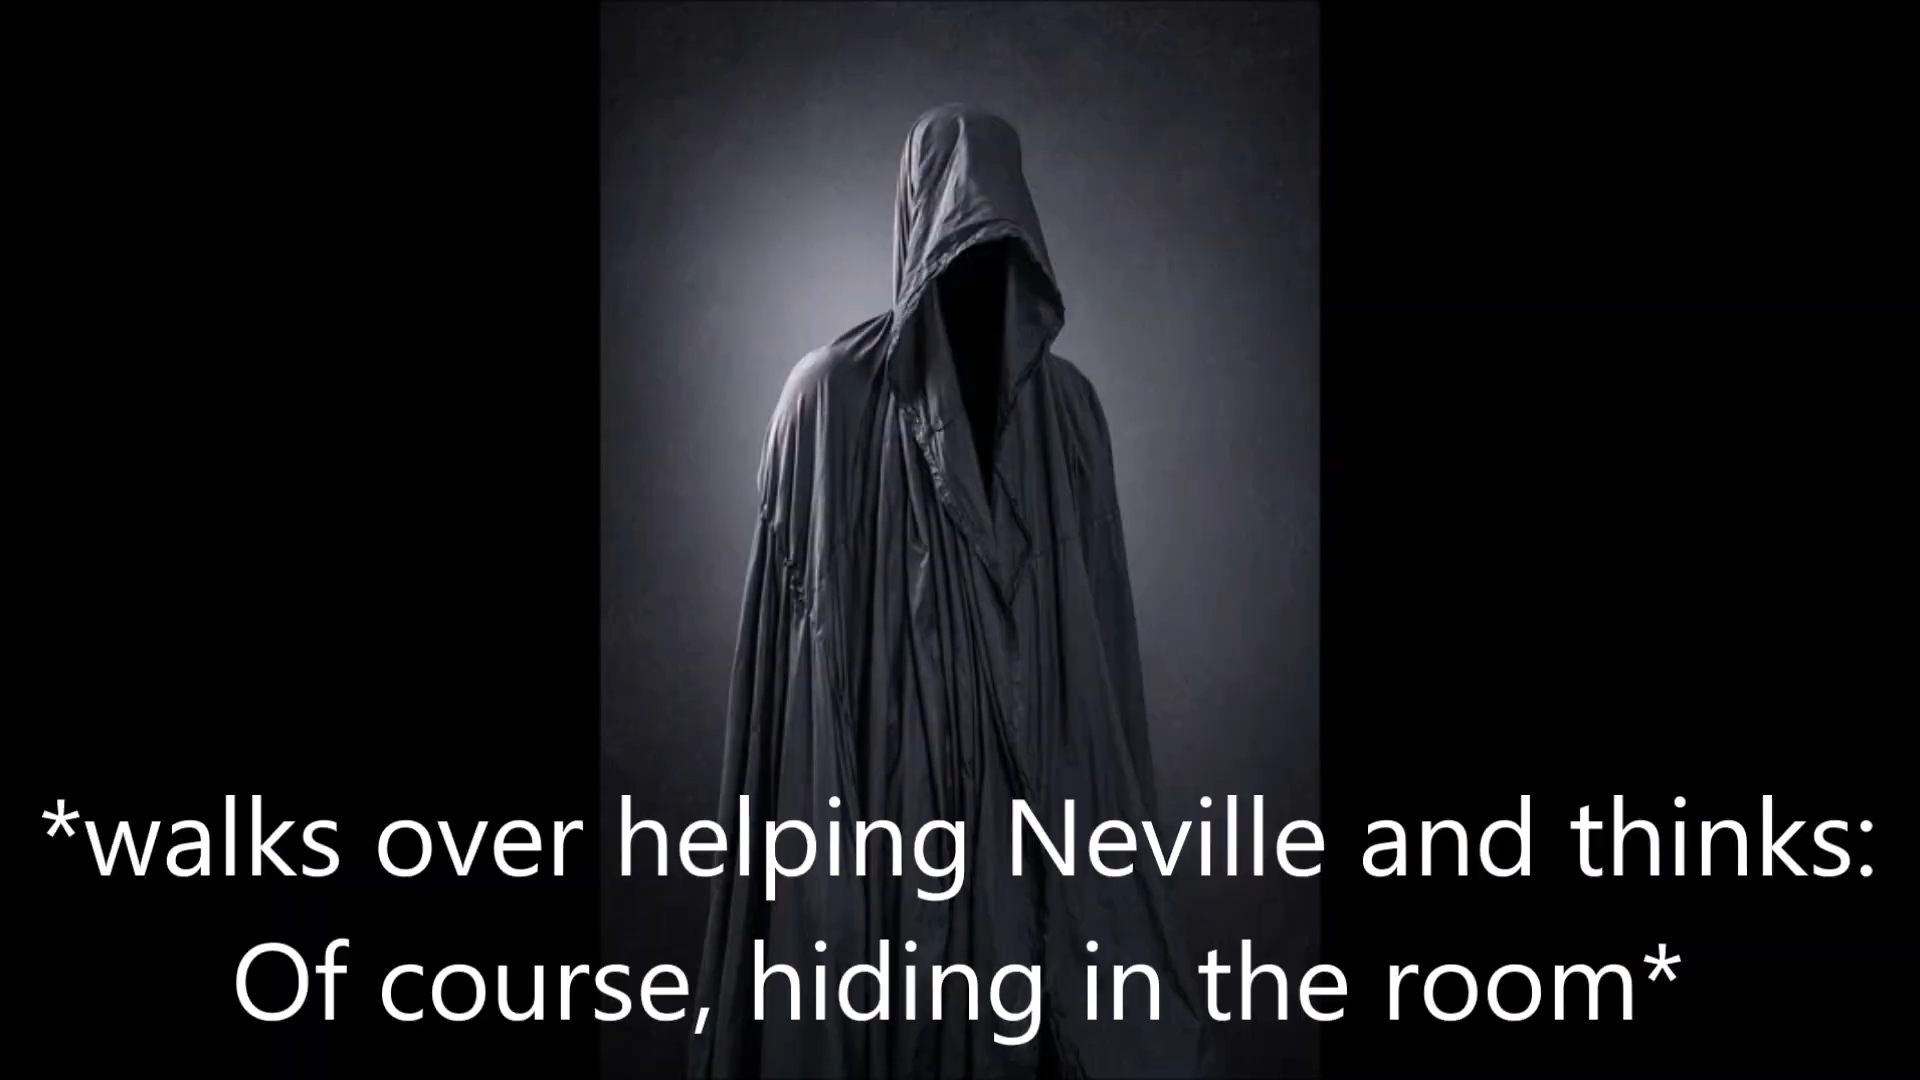 *walks over helping Neville and thinks:
Of course, hiding in the room*